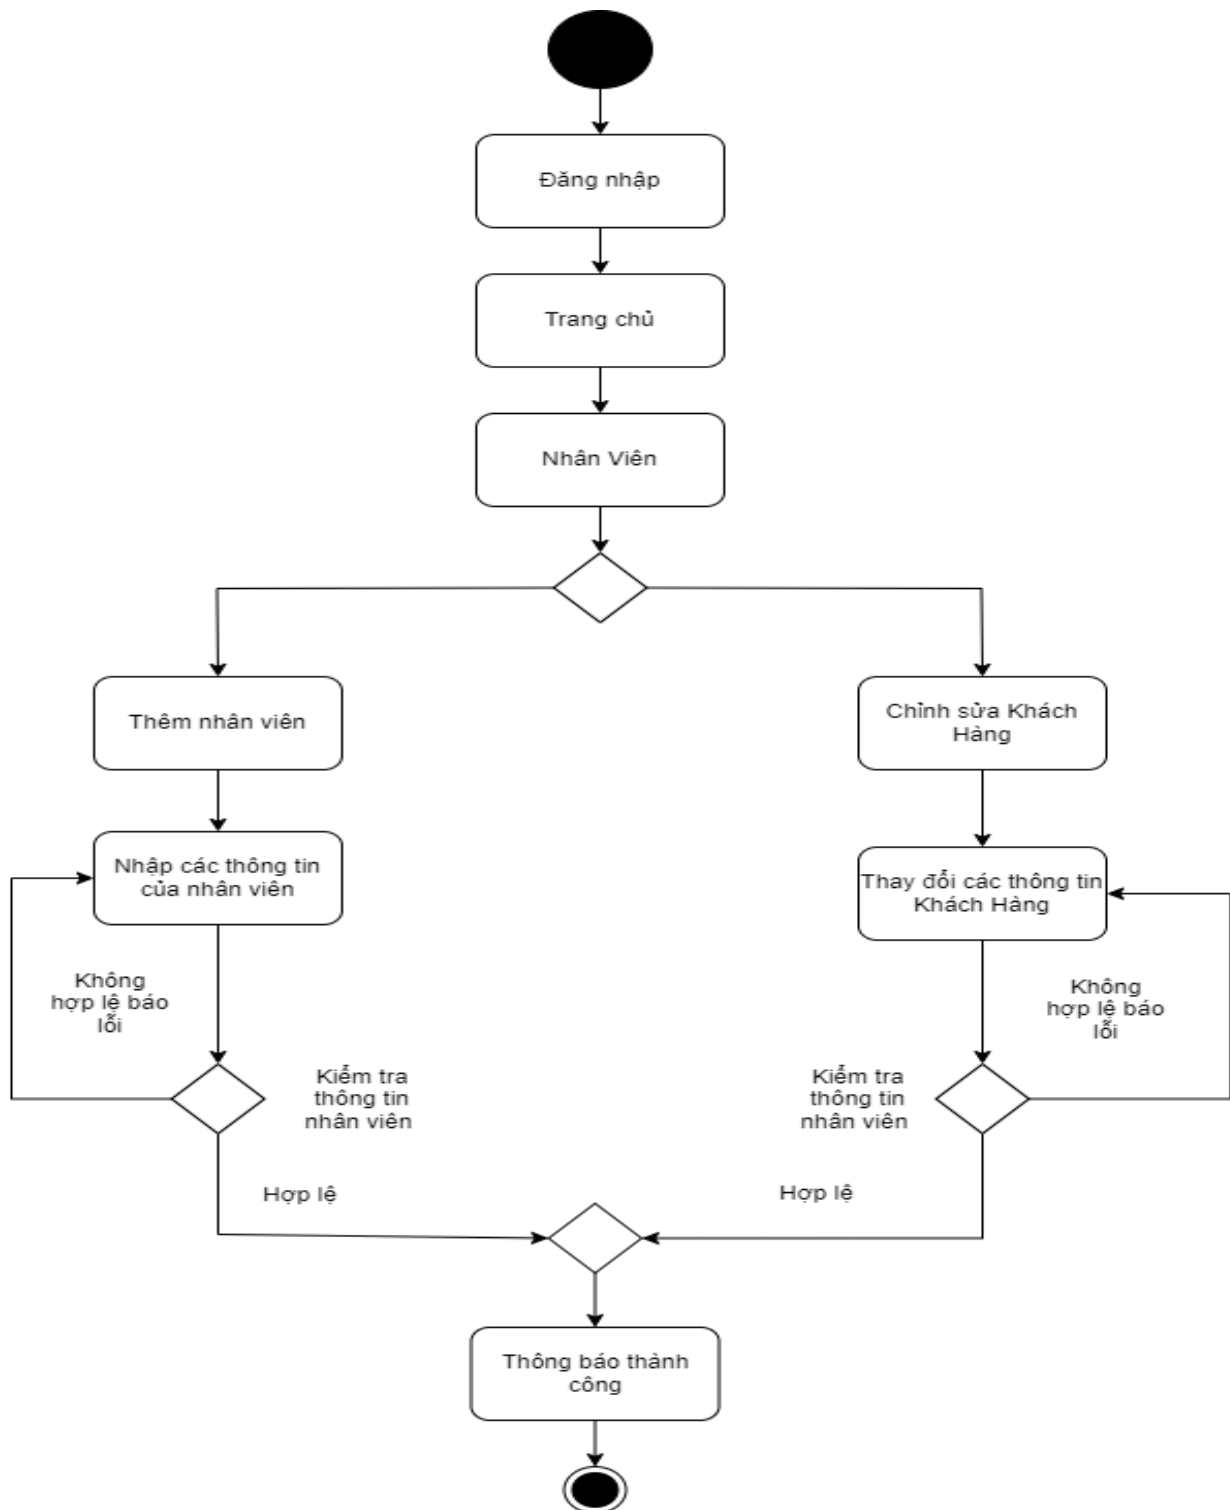 Đăng nhập
Trang chủ
Nhân Viên
Thêm nhân viên
Chỉnh sửa Khách
Hàng
Nhập các thông tin
của nhân viên
Thay đổi các thông tin
Khách Hàng
Không
hợp lệ báo
lỗi
Không
hợp lệ báo
lỗi
Kiểm tra
thông tin
nhân viên
Kiểm tra
thông tin
nhân viên
Hợp lệ
Hợp lệ
Thông báo thành
công